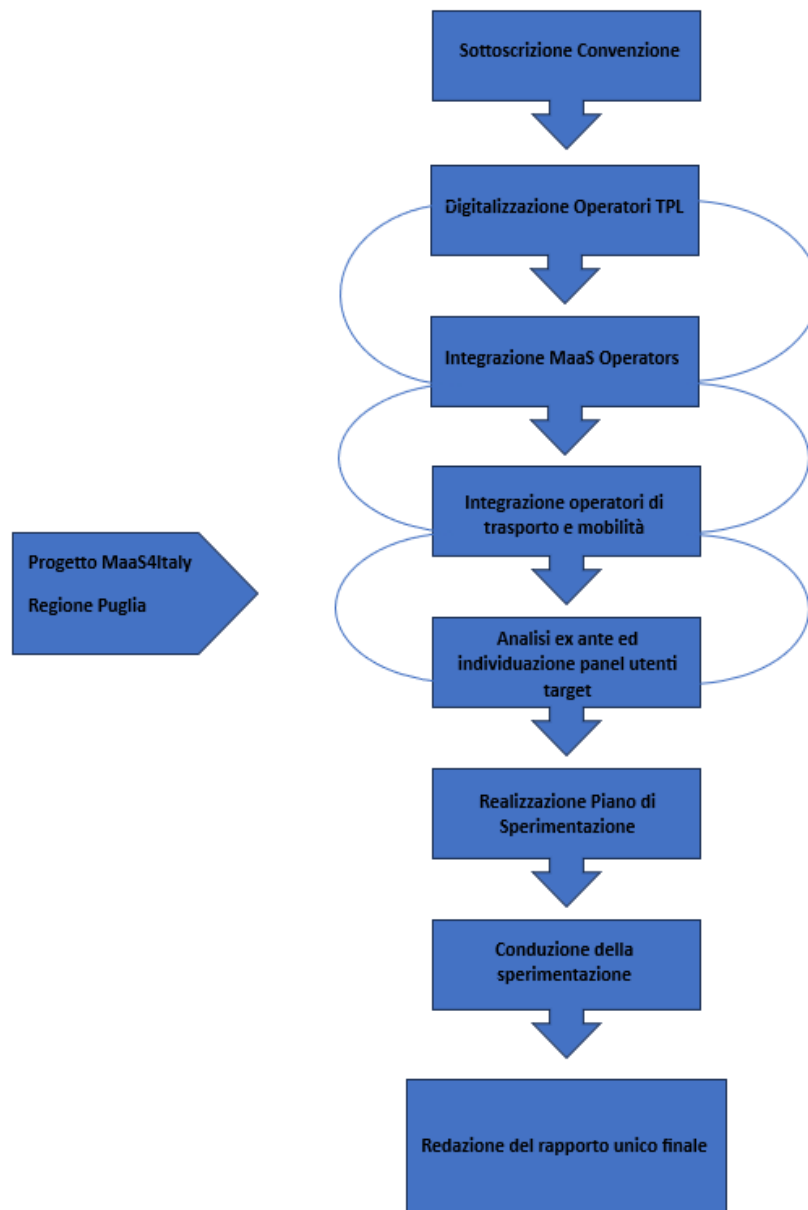 Sottoscrizione Convenzione
Digitalizzazione Operatori TPL
Integrazione MaaS Operators
Integrazione operatori di
trasporto e mobilità
Progetto MaaS4Italy
Regione Puglia
Analisi ex ante ed
individuazione panel utenti
target
Realizzazione Piano di
Sperimentazione
Conduzione della
sperimentazione
Redazione del rapporto unico finale